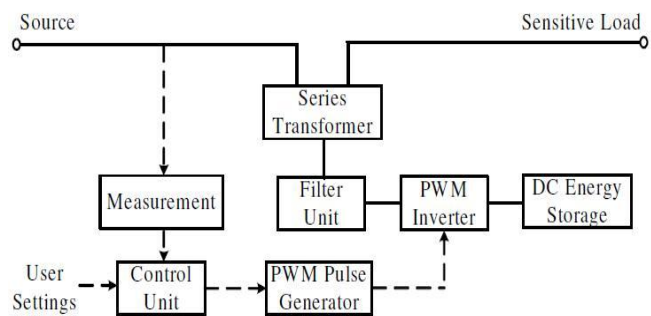 Source
Sensitive Load
Series
Transformer
Measurement
Filter
Unit
PWM
Inverter
DC Energy
Storage
User
Settings
Control
Unit
PWM Pulse
Generator